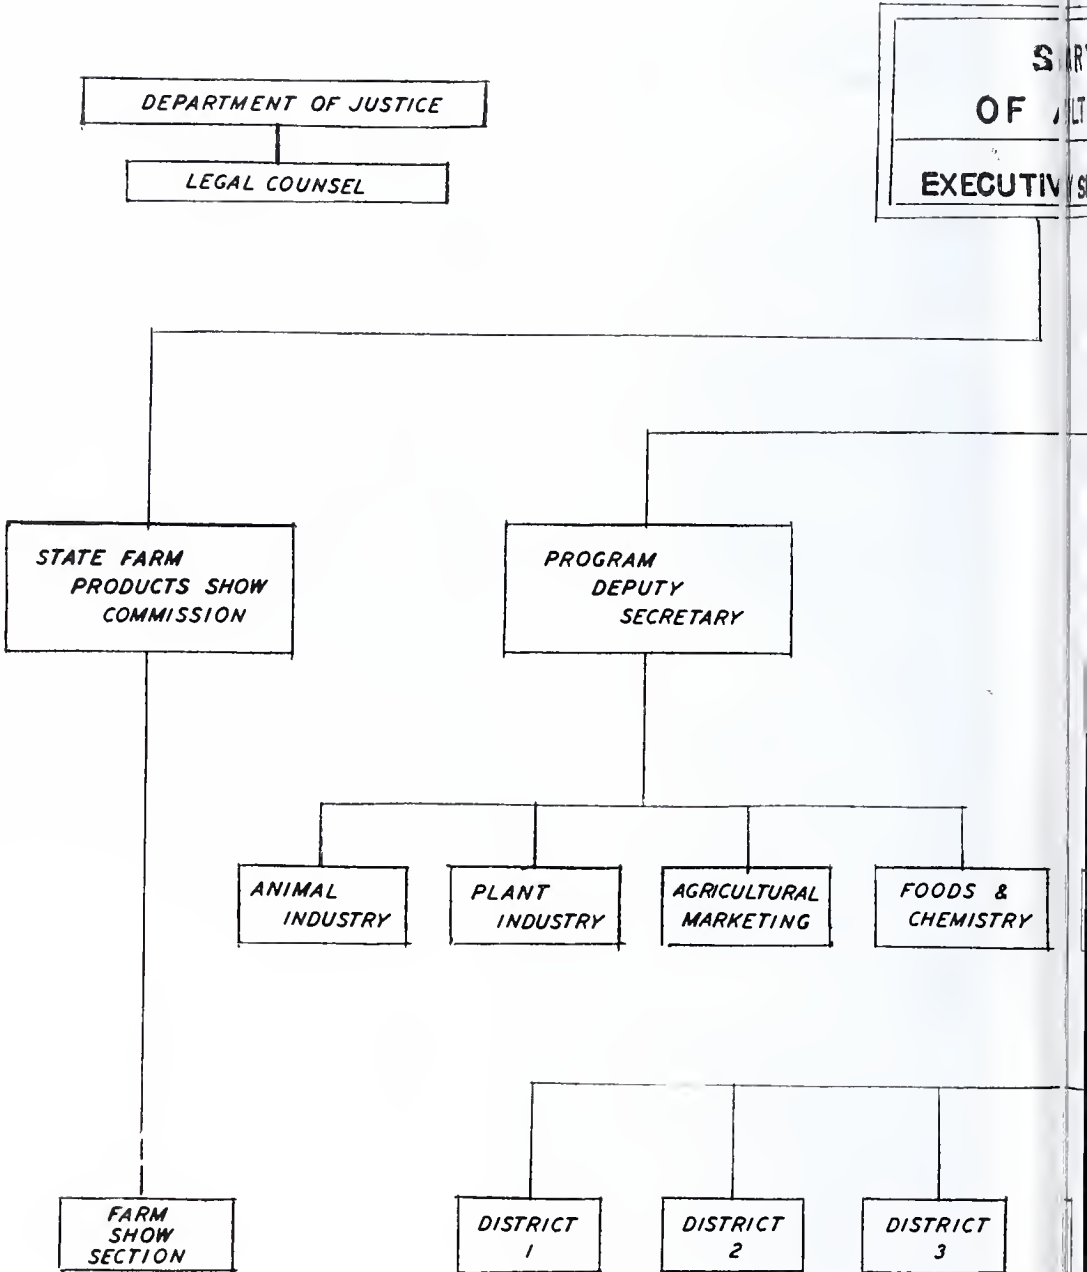 DEPARTMENT OF JUSTICE
LEGAL COUNSEL
OF
STATE FARM
PRODUCTS SHOW
COMMISSION
PROGRAM
DEPUTY
SECRETARY
ANIMAL
INDUSTRY
PLANT
INDUSTRY
AGRICULTURAL
MARKETING
FOODS &
CHEMISTRY
FARM
SHOW
SECTION
DISTRICT
1
DISTRICT
2
DISTRICT
3